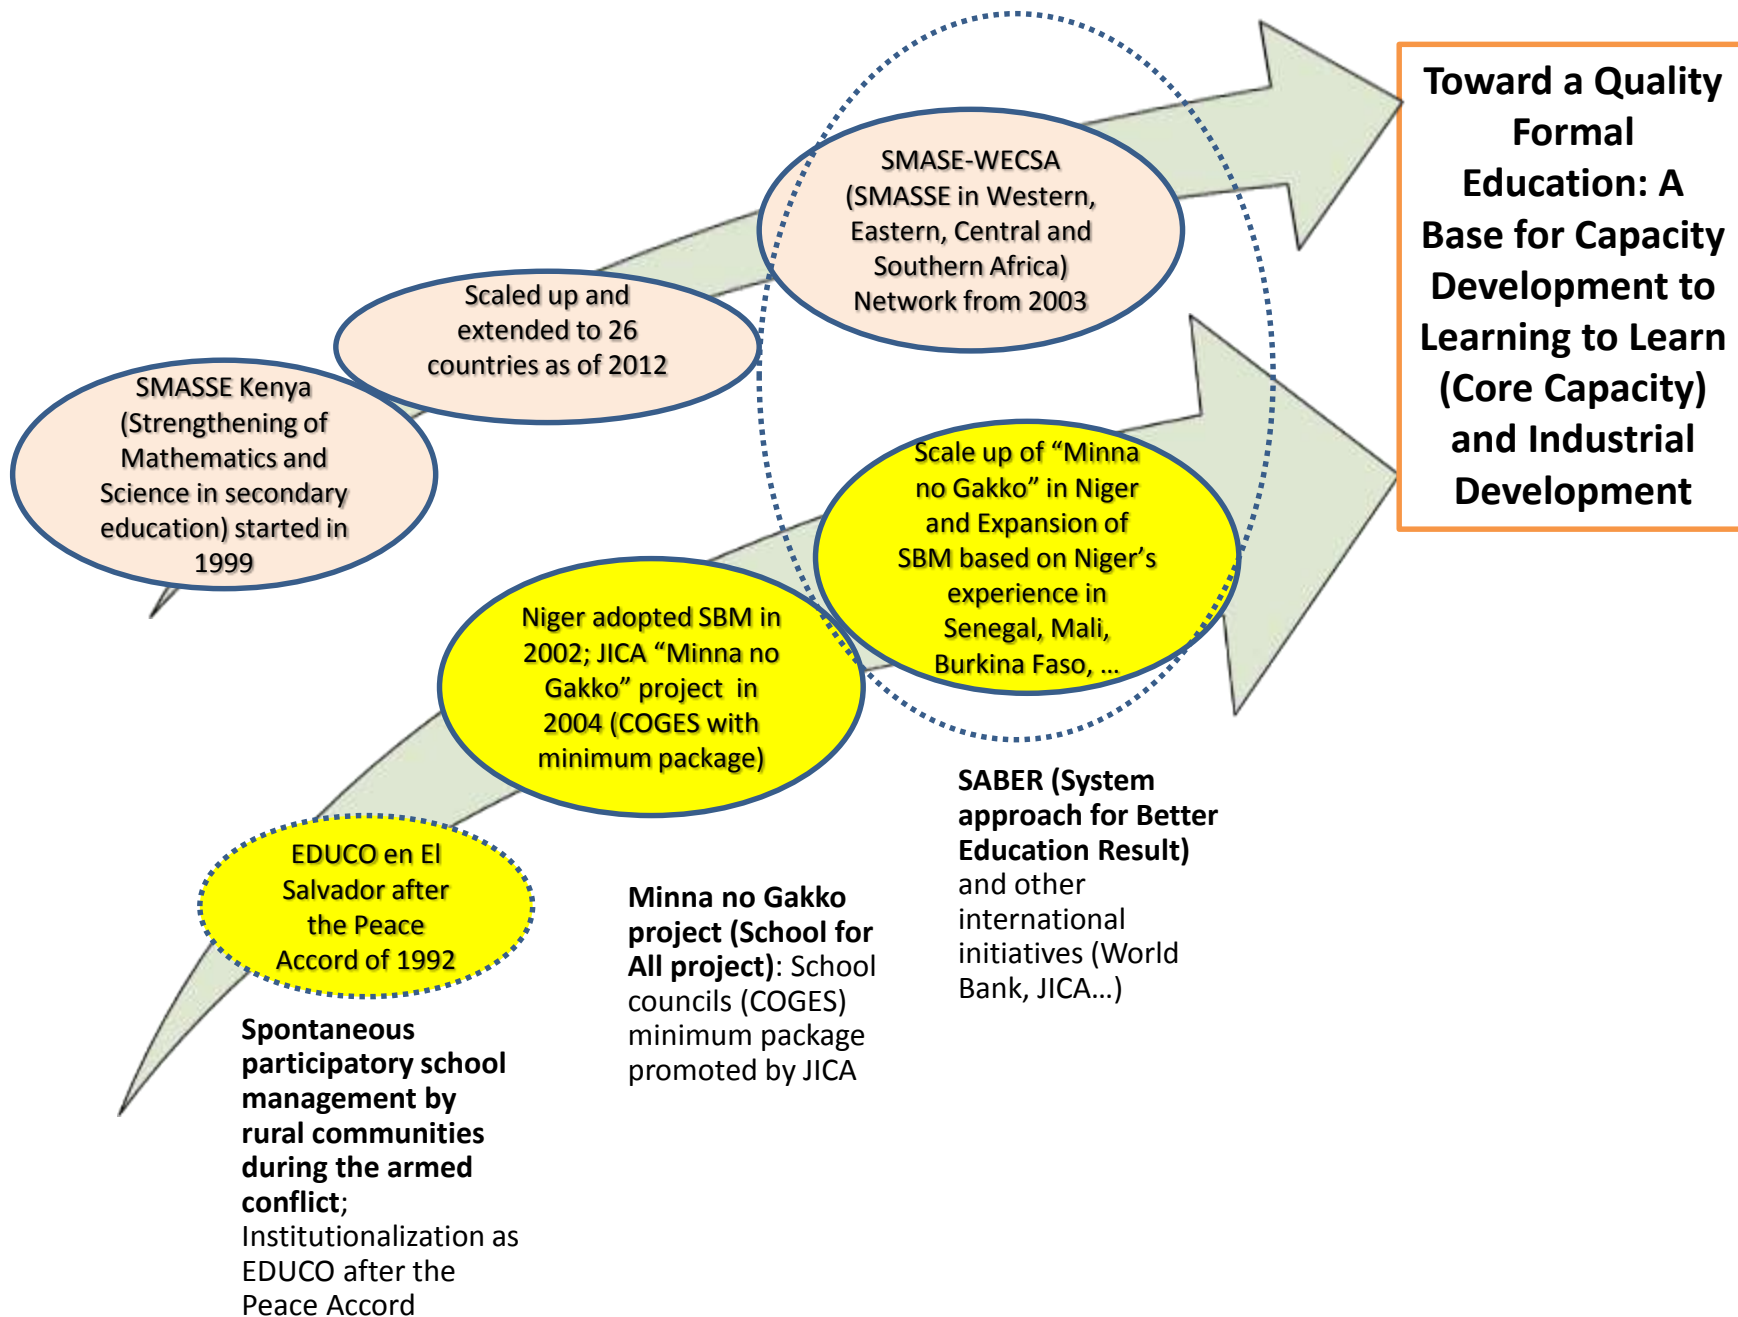 Toward a Quality
Formal
Education: A
Base for Capacity
Development to
Learning to Learn
(Core Capacity)
and Industrial
Development
SMASE-WECSA
(SMASSE in Western,
Eastern, Central and
Southern Africa)
Network from 2003
Scaled up and
extended to 26
countries as of 2012
SMASSE Kenya
(Strengthening of
Mathematics and
Science in secondary
education) started in
1999
Scale up of “Minna
no Gakko” in Niger
and Expansion of
SBM based on Niger’s
experience in
Senegal, Mali,
Burkina Faso, …
Niger adopted SBM in
2002; JICA “Minna no
Gakko” project in
2004 (COGES with
minimum package)
EDUCO en El
Salvador after
the Peace
Accord of 1992
SABER (System
approach for Better
Education Result)
and other
international
initiatives (World
Bank, JICA…)
Minna no Gakko
project (School for
All project): School
councils (COGES)
minimum package
promoted by JICA
Spontaneous
participatory school
management by
rural communities
during the armed
conflict;
Institutionalization as
EDUCO after the
Peace Accord